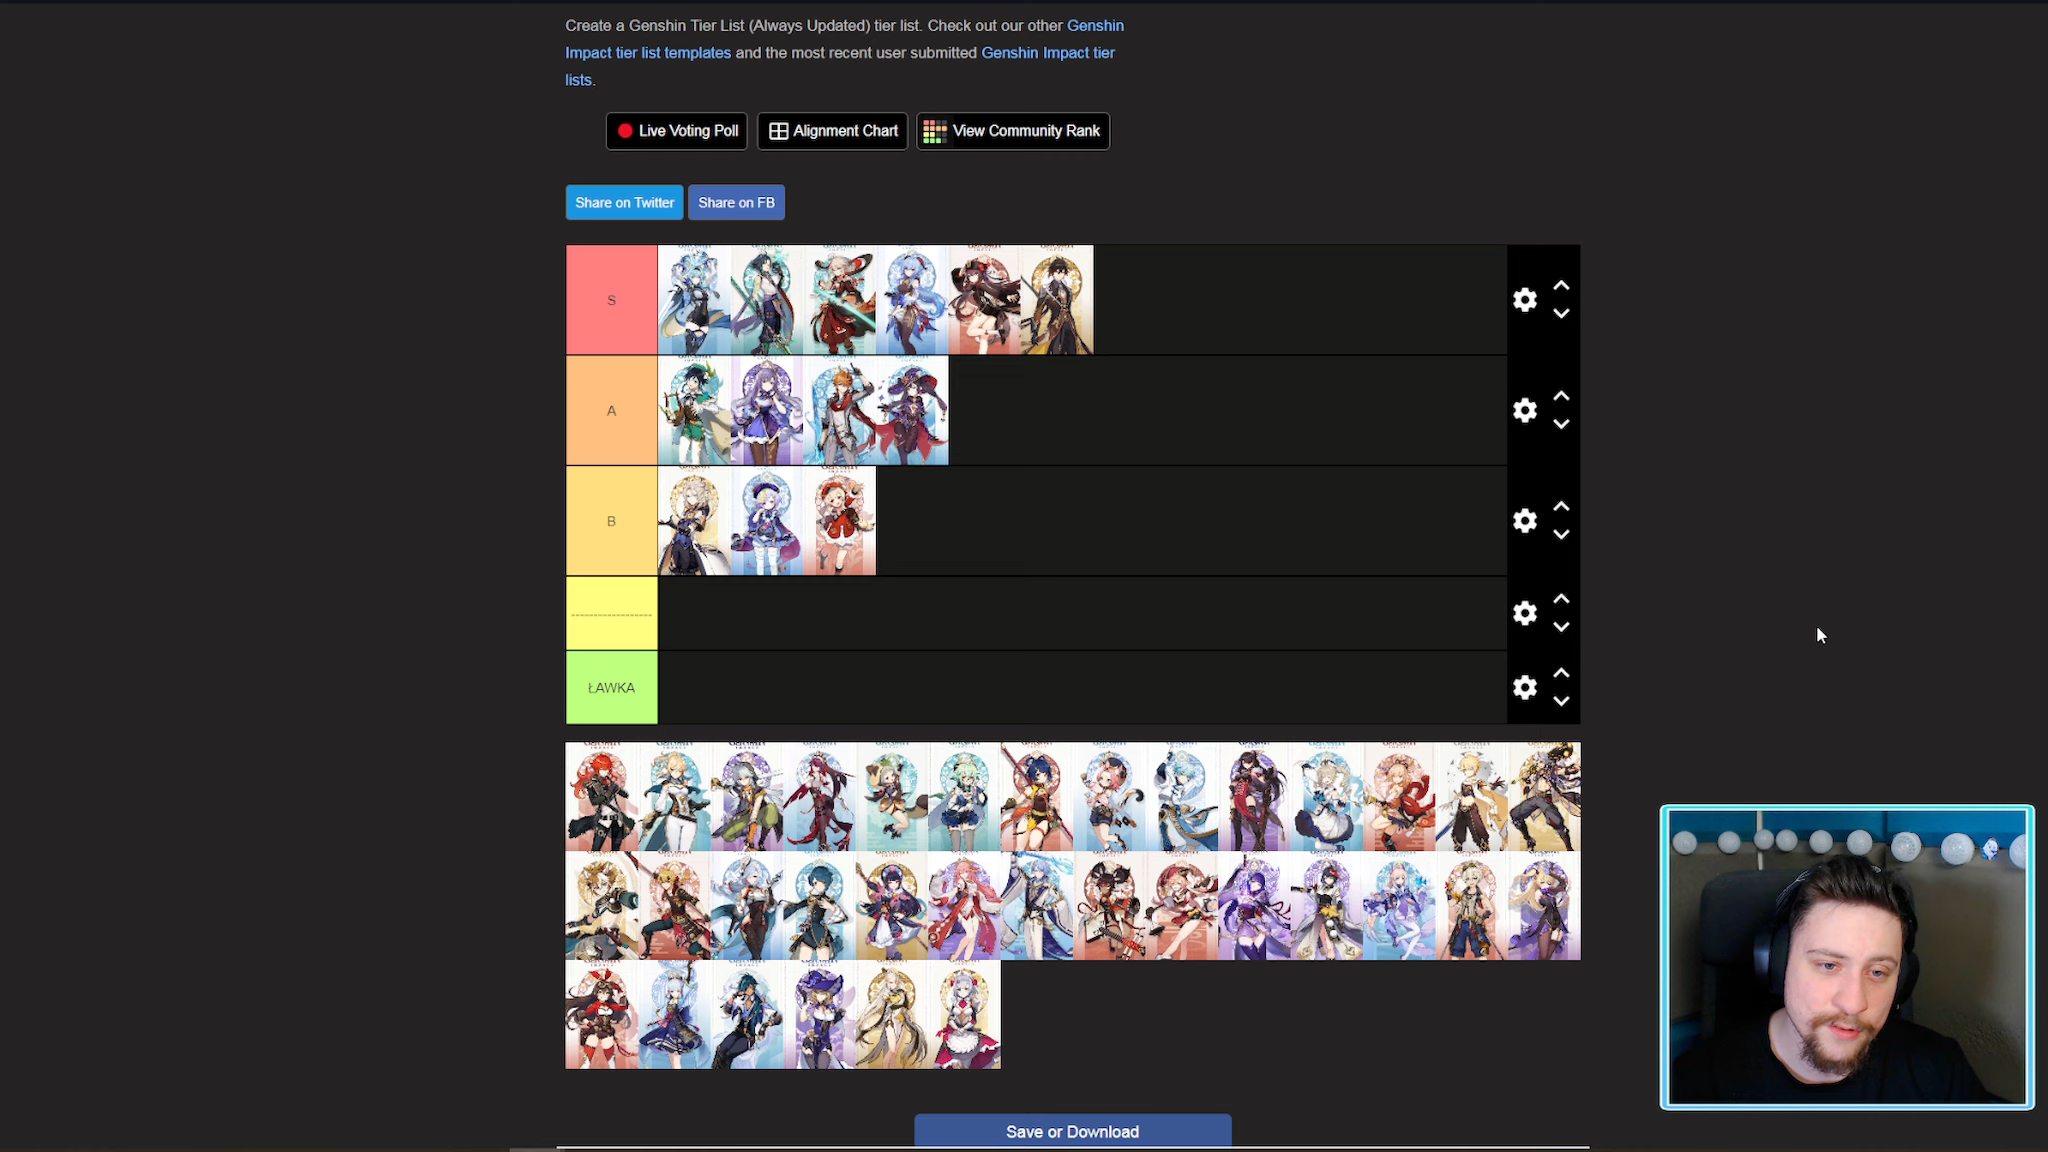 Create a Genshin Tier List (Always Updated) tier list. Check out our other Genshin
Impact tier list templates and the most recent user submitted Genshin Impact tier
lists.
Live Voting Poll
Alignment Chart
View Community Rank
Share on Twitter
Share on FB
S
A
B
--------------------
ŁAWKA
Save or Download